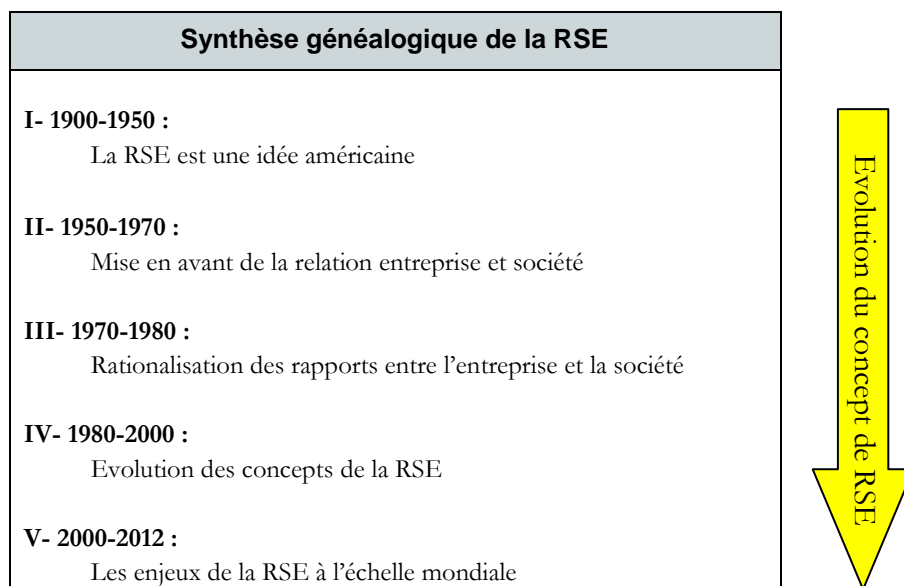 Synthèse généalogique de la RSE
I- 1900-1950 :
La RSE est une idée américaine
II- 1950-1970 :
Mise en avant de la relation entreprise et société
III- 1970-1980 :
Rationalisation des rapports entre l’entreprise et la société
IV- 1980-2000 :
Evolution des concepts de la RSE
V- 2000-2012 :
Les enjeux de la RSE à l’échelle mondiale
Evolution du concept de RSE